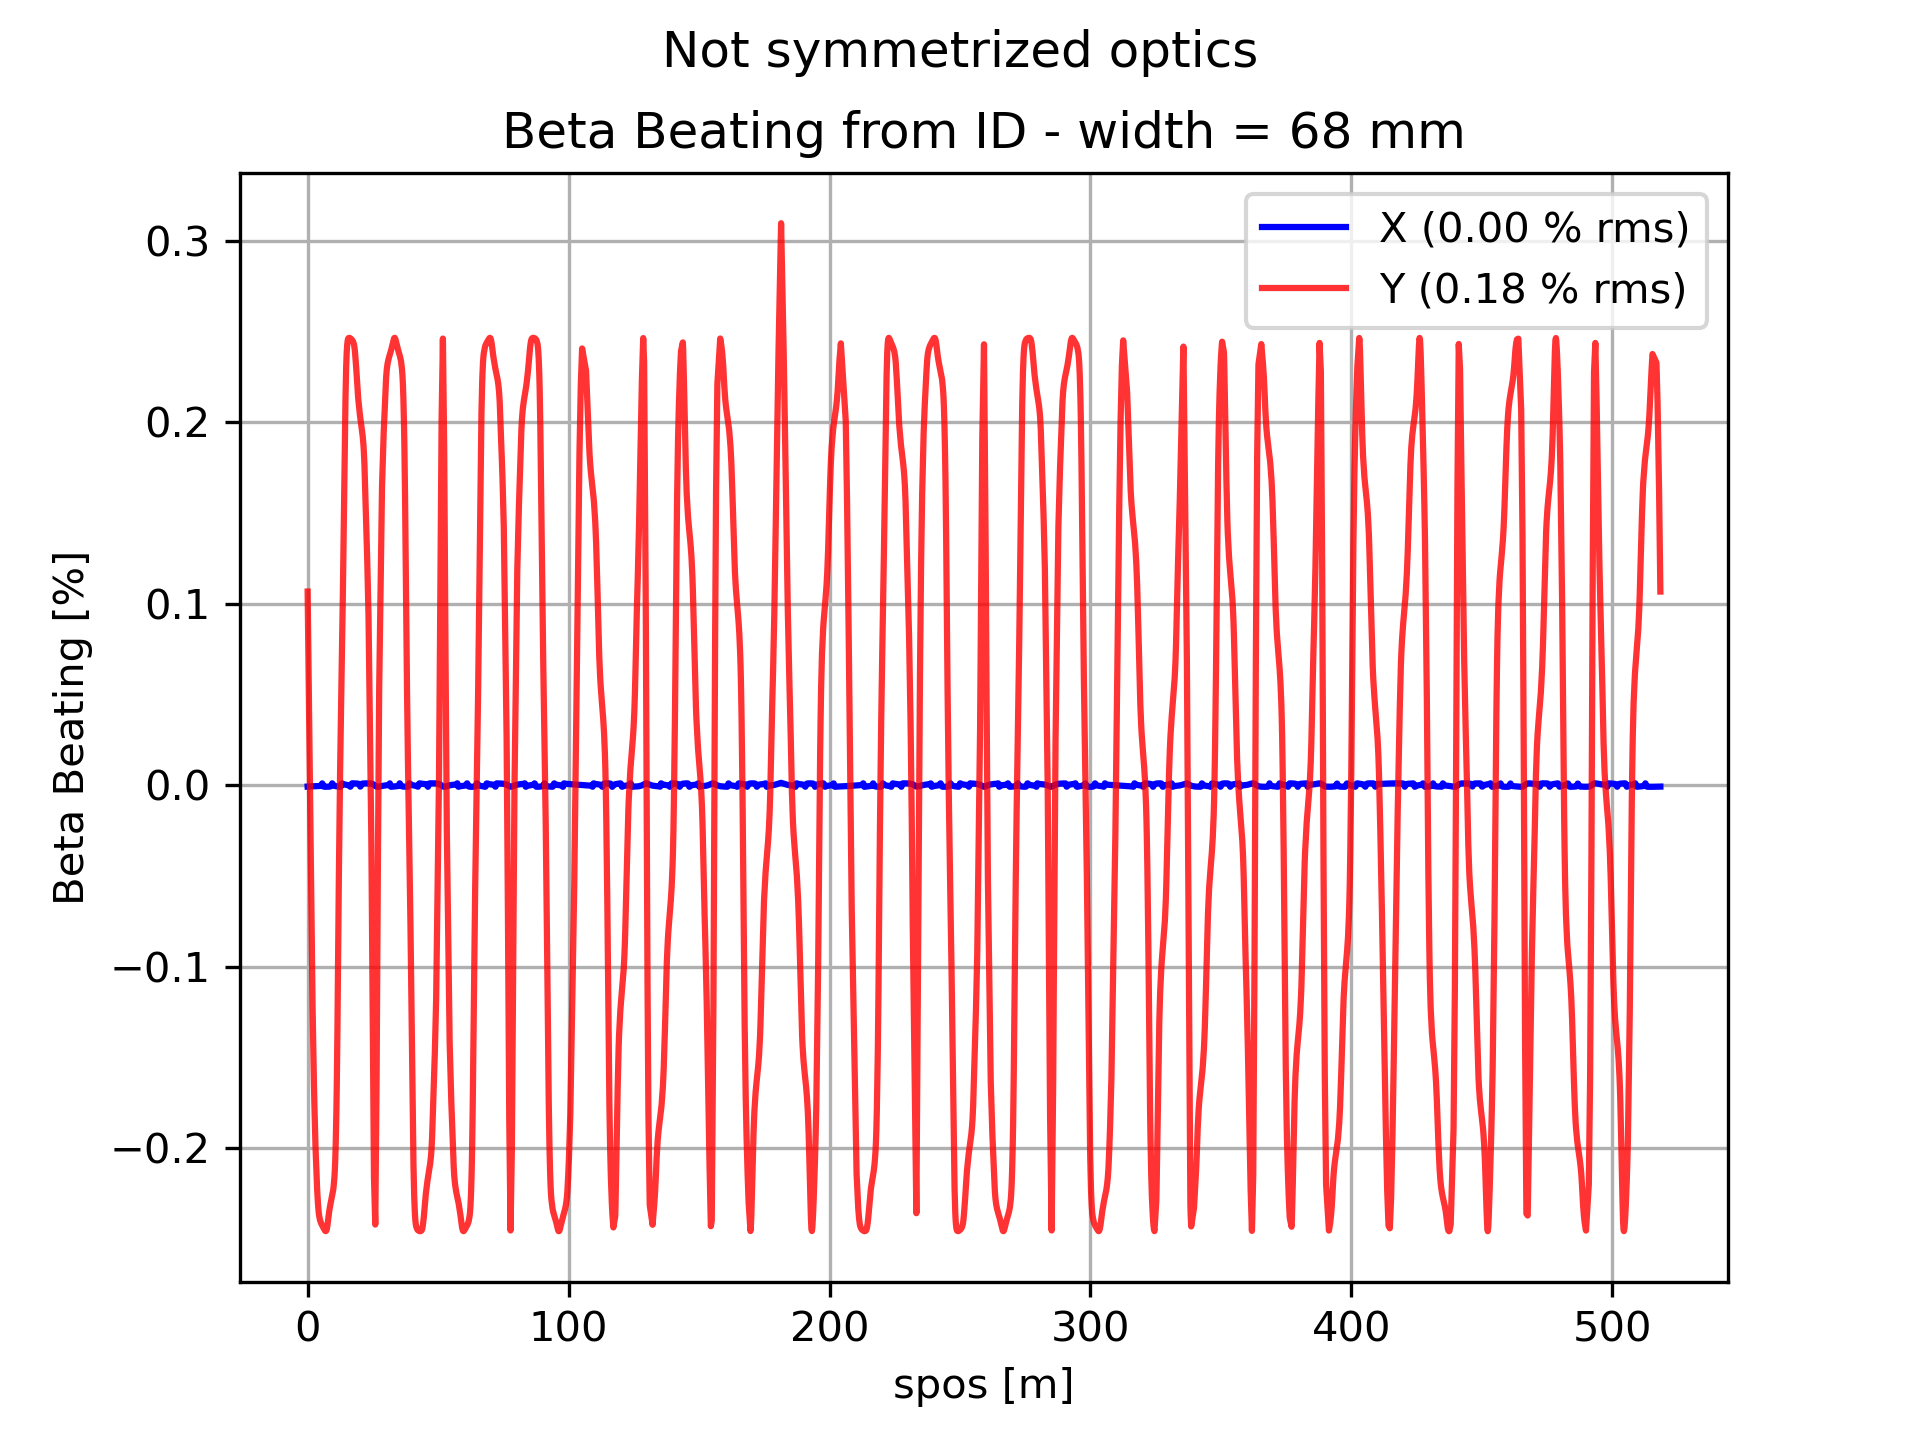 Not symmetrized optics
Beta Beating from ID - width = 68 mm
X (0.00 % rms)
Y (0.18 % rms)
0.3
0.2
0.1
0.0
−0.1
−0.2
Beta Beating [%]
0 100 200 300 400 500
spos [m]